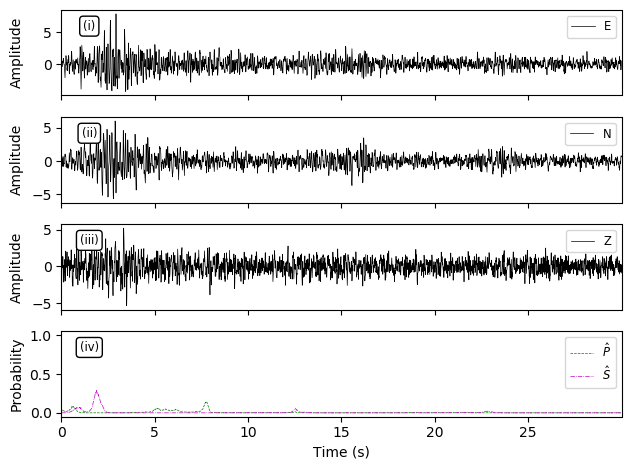 (i)
E
Amplitude
5
0
(ii)
N
Amplitude
5
0
−5
(iii)
Z
Amplitude
5
0
−5
(iv)
P̂
Ŝ
Probability
1.0
0.5
0.0
0 5 10 15 20 25
Time (s)